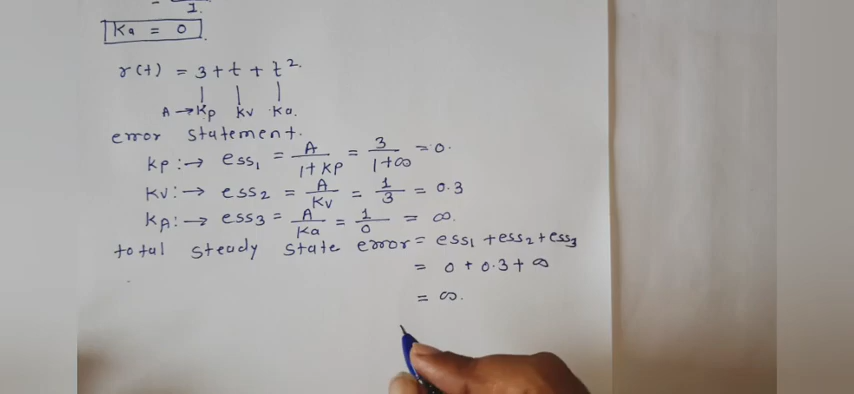 = 1.
Ka = 0.
r(t) = 3 + t + t².
A → Kp Kv Ka.
error statement.
Kp :→ ess₁ = A / 1+Kp = 3 / 1+∞ = 0.
Kv :→ ess₂ = A / Kv = 1 / 3 = 0.3
KA :→ ess₃ = A / Ka = 1 / 0 = ∞.
total steady state error = ess₁ + ess₂ + ess₃
= 0 + 0.3 + ∞
= ∞.